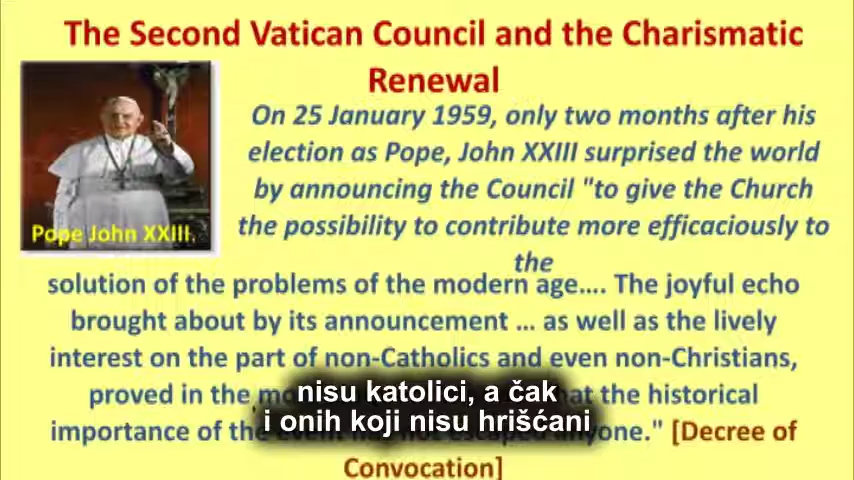 The Second Vatican Council and the Charismatic
Renewal
On 25 January 1959, only two months after his
election as Pope, John XXIII surprised the world
by announcing the Council "to give the Church
the possibility to contribute more efficaciously to
the
Pope John XXIII.
solution of the problems of the modern age.... The joyful echo
brought about by its announcement ... as well as the lively
interest on the part of non-Catholics and even non-Christians,
proved in the
hat the historical
nisu katolici, a čak
importance of the
yone." [Decree of
i onih koji nisu hrišćani
Convocation]